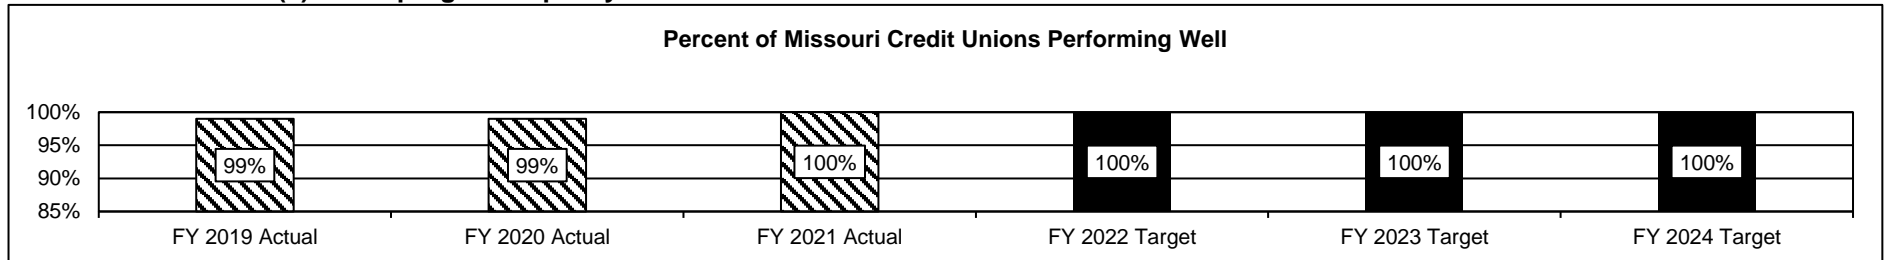 Percent of Missouri Credit Unions Performing Well
100%
95%
90%
85%
99%
99%
100%
100%
100%
100%
FY 2019 Actual
FY 2020 Actual
FY 2021 Actual
FY 2022 Target
FY 2023 Target
FY 2024 Target